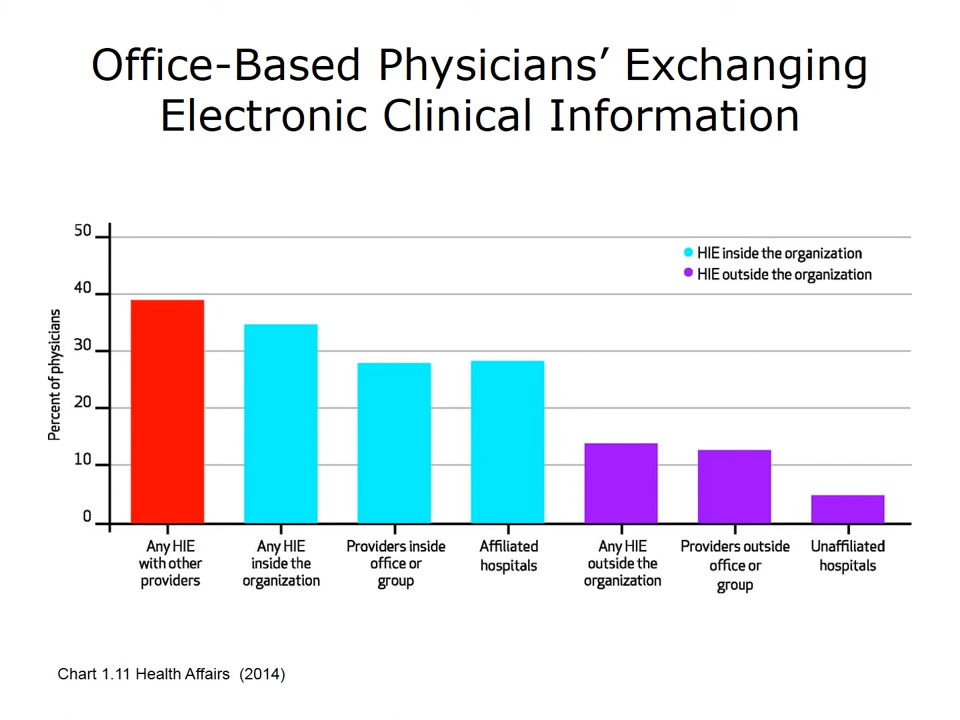 Office-Based Physicians’ Exchanging
Electronic Clinical Information
50
40
30
20
10
0
Percent of physicians
HIE inside the organization
HIE outside the organization
Any HIE
with other
providers
Any HIE
inside the
organization
Providers inside
office or
group
Affiliated
hospitals
Any HIE
outside the
organization
Providers outside
office or
group
Unaffiliated
hospitals
Chart 1.11 Health Affairs (2014)